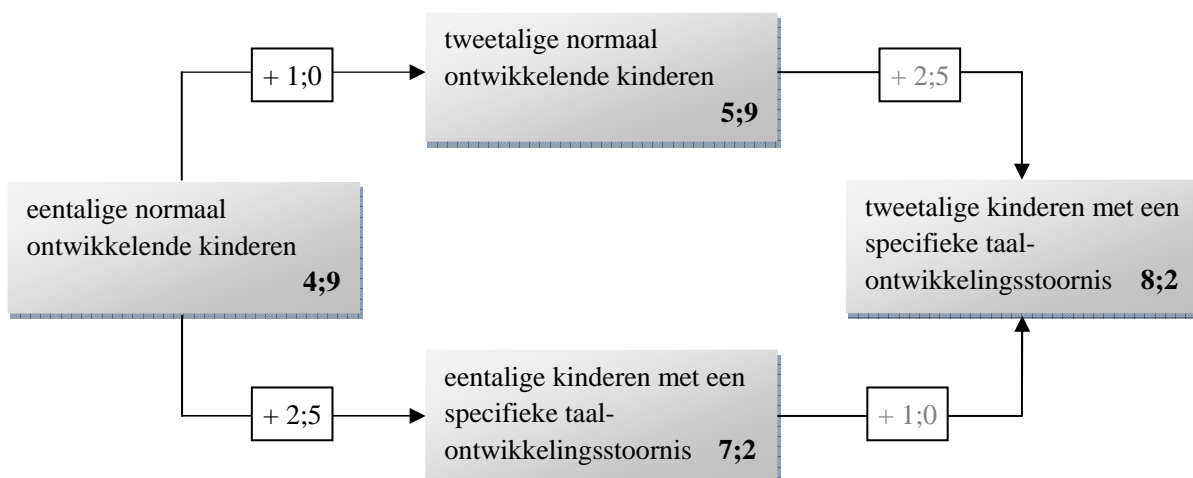 tweetalige normaal
ontwikkelende kinderen
5;9
+ 1;0
+ 2;5
eentalige normaal
ontwikkelende kinderen
4;9
tweetalige kinderen met een
specifieke taal-
ontwikkelingsstoornis 8;2
eentalige kinderen met een
specifieke taal-
ontwikkelingsstoornis 7;2
+ 2;5
+ 1;0